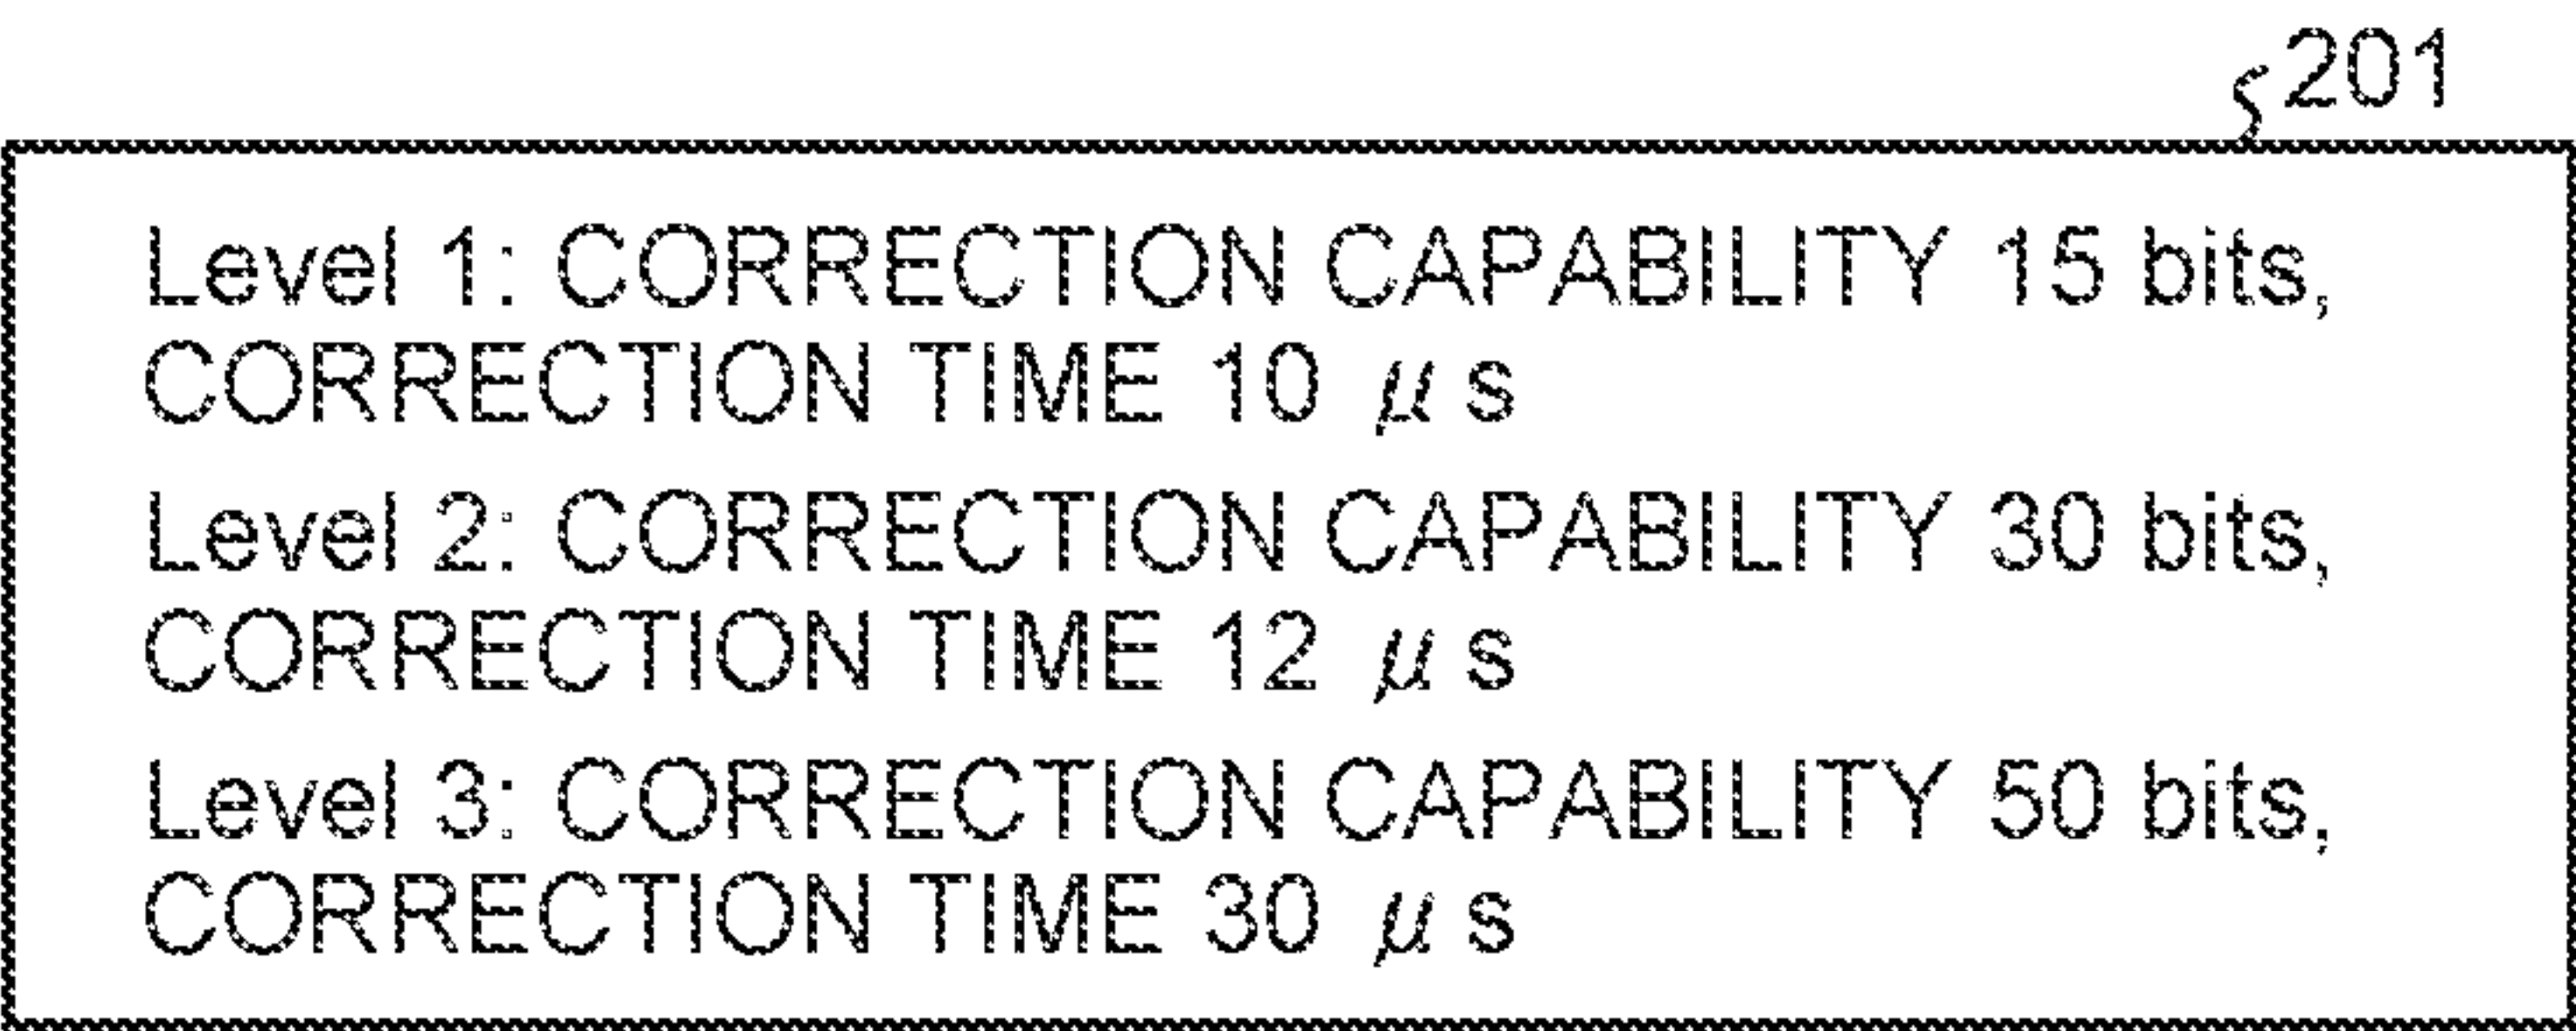 201
Level 1: CORRECTION CAPABILITY 15 bits,
CORRECTION TIME 10 μs
Level 2: CORRECTION CAPABILITY 30 bits,
CORRECTION TIME 12 μs
Level 3: CORRECTION CAPABILITY 50 bits,
CORRECTION TIME 30 μs